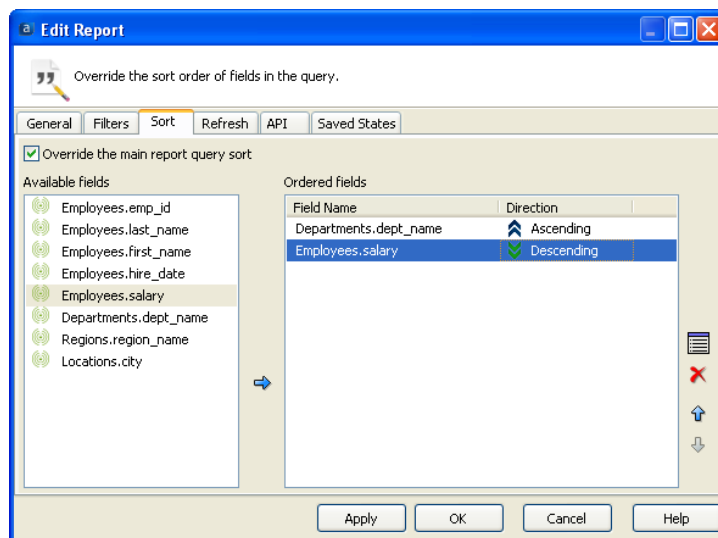 a Edit Report
Override the sort order of fields in the query.
General Filters Sort Refresh API Saved States
Override the main report query sort
Available fields
Employees.emp_id
Employees.last_name
Employees.first_name
Employees.hire_date
Employees.salary
Departments.dept_name
Regions.region_name
Locations.city
Ordered fields
Field Name Direction
Departments.dept_name Ascending
Employees.salary Descending
Apply OK Cancel Help